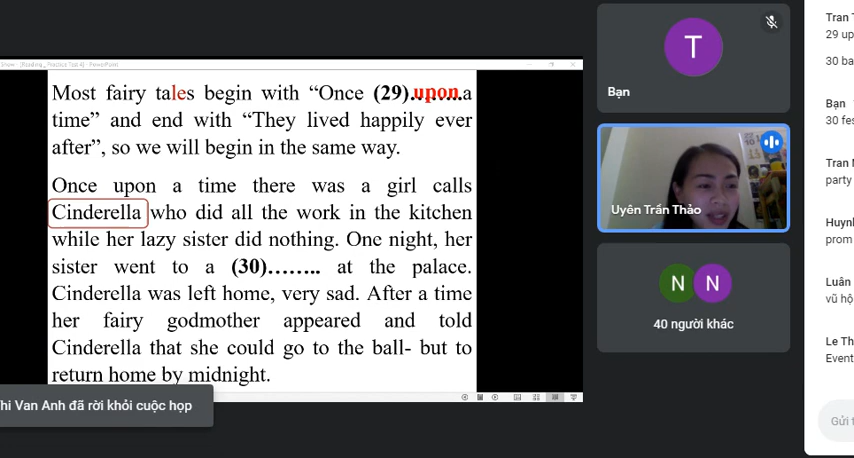 Show - [Reading_ Practice Test 4] - PowerPoint
Most fairy tales begin with “Once (29)..upon..a
time” and end with “They lived happily ever
after”, so we will begin in the same way.
Once upon a time there was a girl calls
Cinderella who did all the work in the kitchen
while her lazy sister did nothing. One night, her
sister went to a (30)…….. at the palace.
Cinderella was left home, very sad. After a time
her fairy godmother appeared and told
Cinderella that she could go to the ball- but to
return home by midnight.
hi Van Anh đã rời khỏi cuộc họp
T
Bạn
Uyên Trần Thảo
N N
40 người khác
Tran
29 up
30 ba
Bạn
30 fes
Tran
party
Huynh
prom
Luân
vũ hộ
Le Th
Event
Gửi t